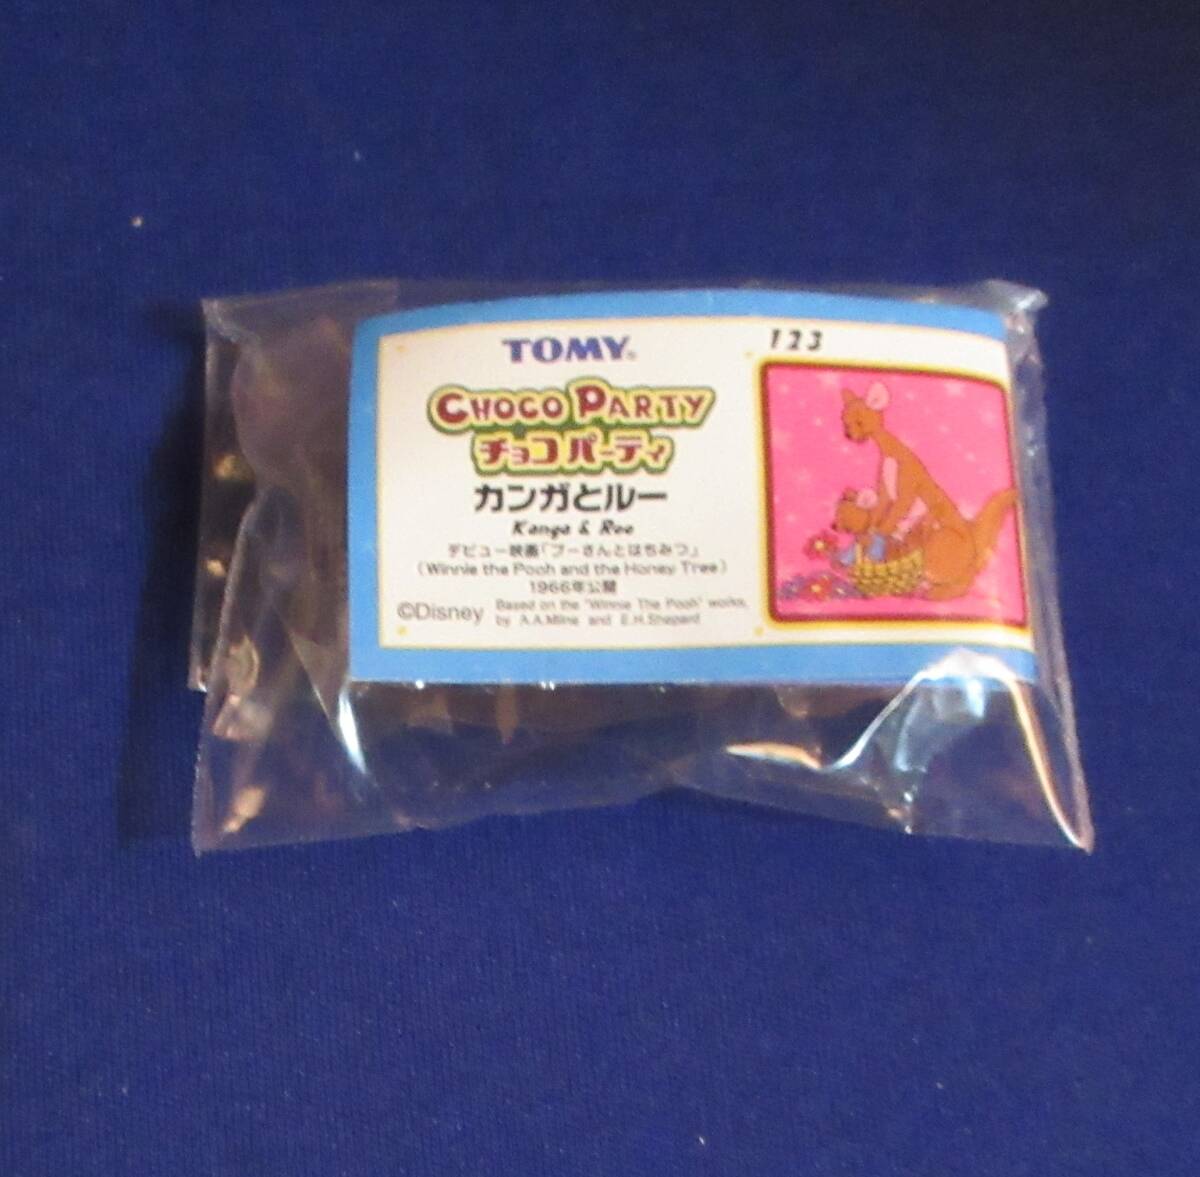 TOMY
CHOCO PARTY
チョコパーティ
カンガとルー
Kanga & Roo
デビュー映画「プーさんとはちみつ」
(Winnie the Pooh and the Honey Tree)
1966年公開
©Disney
Based on the "Winnie The Pooh" works,
by A.A.Milne and E.H.Shepard
123